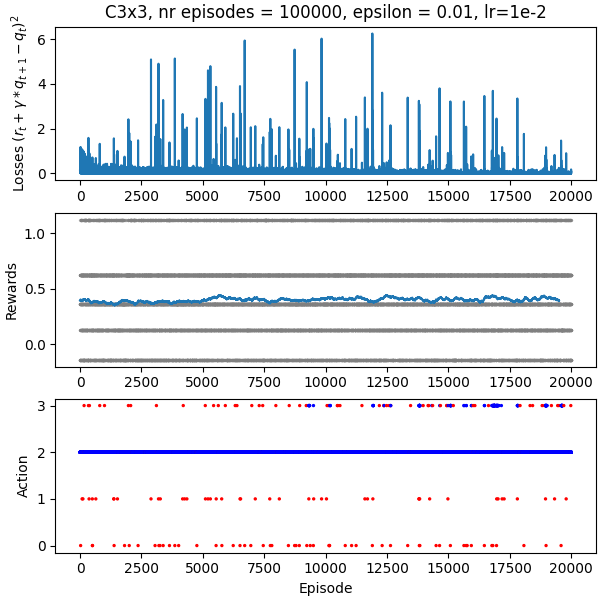 C3x3, nr episodes = 100000, epsilon = 0.01, lr=1e-2
Losses $(r_t + \gamma * q_{t+1} - q_t)^2$
6
4
2
0
0 2500 5000 7500 10000 12500 15000 17500 20000
Rewards
1.0
0.5
0.0
0 2500 5000 7500 10000 12500 15000 17500 20000
Action
3
2
1
0
0 2500 5000 7500 10000 12500 15000 17500 20000
Episode